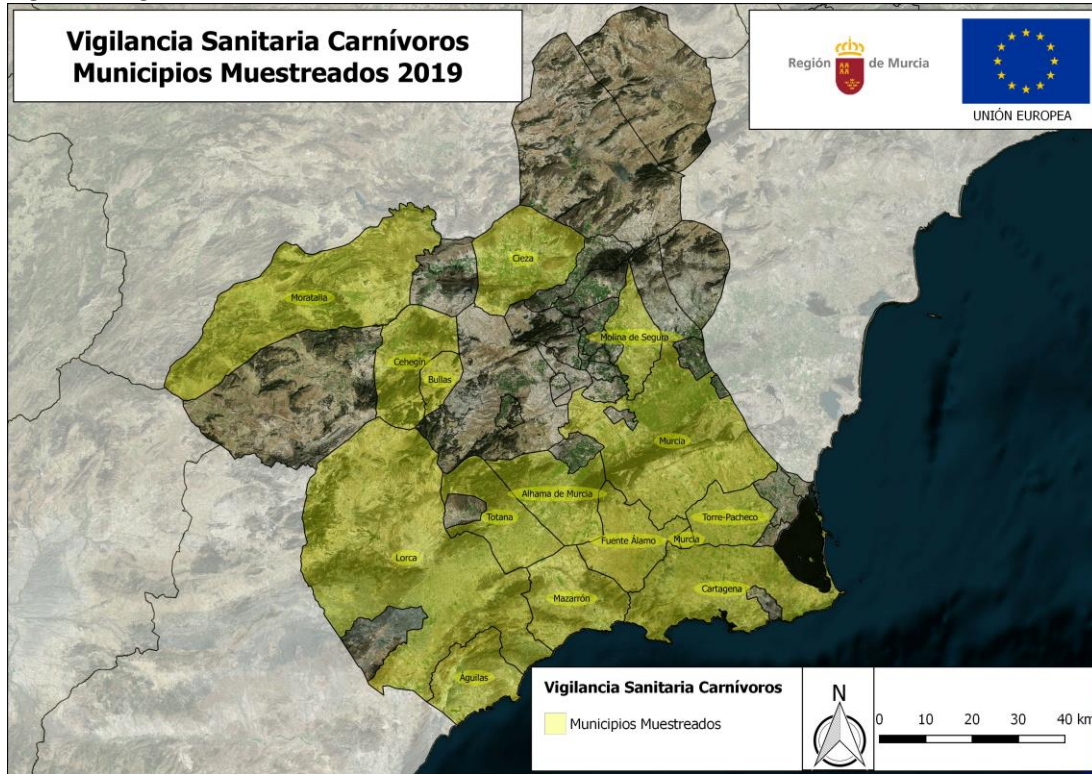 Vigilancia Sanitaria Carnívoros
Municipios Muestreados 2019
Región de Murcia
UNIÓN EUROPEA
Cieza
Moratalla
Molina de Segura
Cehegín
Bullas
Murcia
Alhama de Murcia
Totana
Torre-Pacheco
Fuente Álamo
Murcia
Lorca
Cartagena
Mazarrón
Águilas
Vigilancia Sanitaria Carnívoros
Municipios Muestreados
N
0 10 20 30 40 km